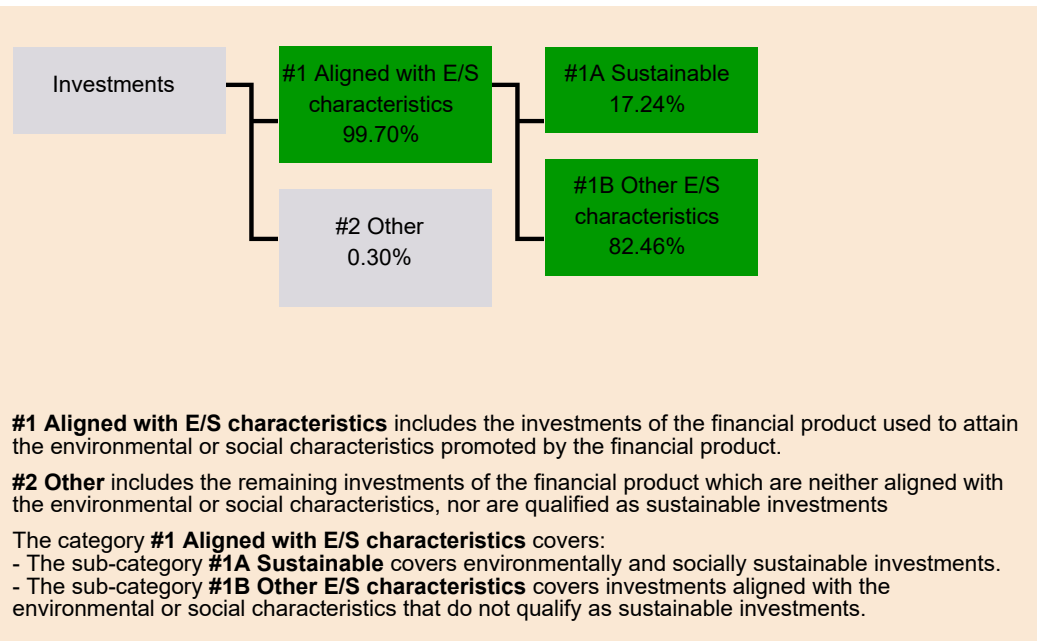 Investments
#1 Aligned with E/S
characteristics
99.70%
#2 Other
0.30%
#1A Sustainable
17.24%
#1B Other E/S
characteristics
82.46%
#1 Aligned with E/S characteristics includes the investments of the financial product used to attain
the environmental or social characteristics promoted by the financial product.
#2 Other includes the remaining investments of the financial product which are neither aligned with
the environmental or social characteristics, nor are qualified as sustainable investments
The category #1 Aligned with E/S characteristics covers:
- The sub-category #1A Sustainable covers environmentally and socially sustainable investments.
- The sub-category #1B Other E/S characteristics covers investments aligned with the
environmental or social characteristics that do not qualify as sustainable investments.